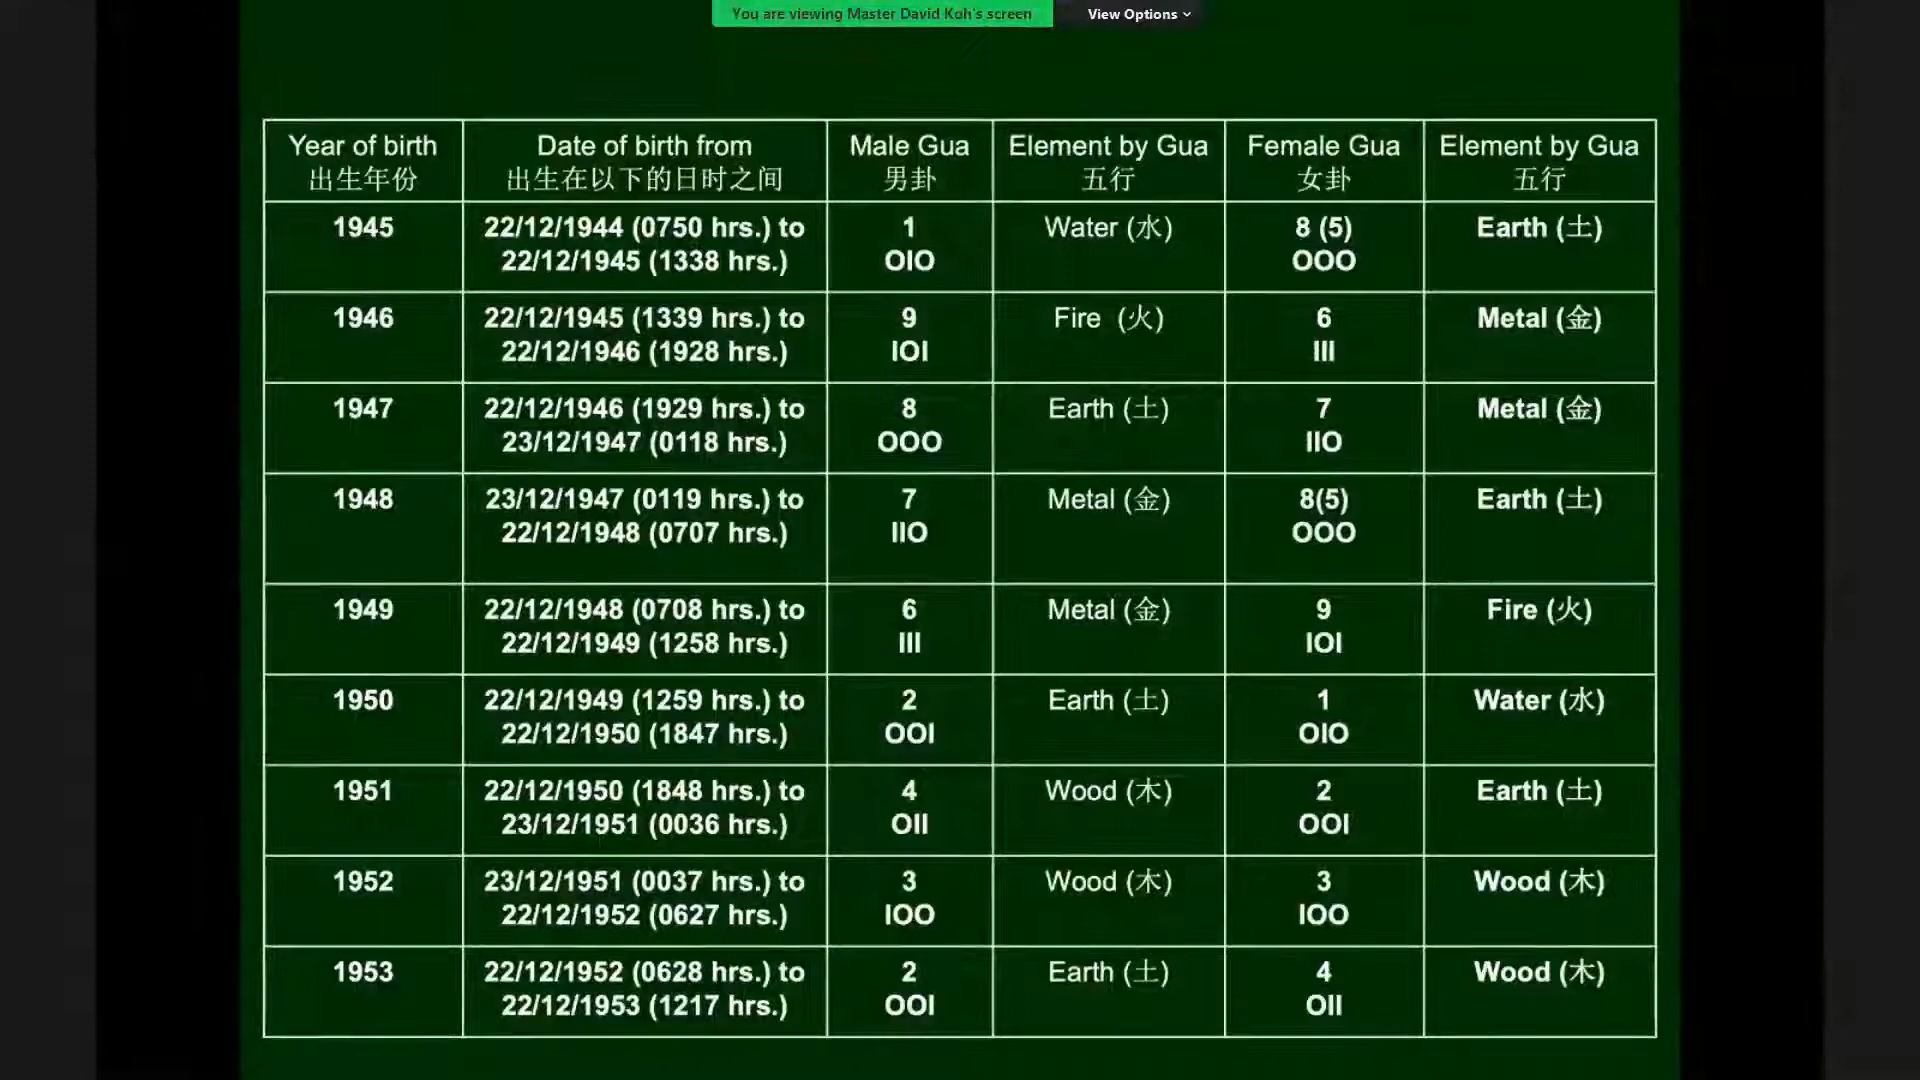 You are viewing Master David Koh's screen View Options
Year of birth Date of birth from Male Gua Element by Gua Female Gua Element by Gua
出生年份 出生在以下的日时之间 男卦 五行 女卦 五行
1945 22/12/1944 (0750 hrs.) to 1 Water (水) 8 (5) Earth (土)
22/12/1945 (1338 hrs.) OIO OOO
1946 22/12/1945 (1339 hrs.) to 9 Fire (火) 6 Metal (金)
22/12/1946 (1928 hrs.) IOI III
1947 22/12/1946 (1929 hrs.) to 8 Earth (土) 7 Metal (金)
23/12/1947 (0118 hrs.) OOO IIO
1948 23/12/1947 (0119 hrs.) to 7 Metal (金) 8(5) Earth (土)
22/12/1948 (0707 hrs.) IIO OOO
1949 22/12/1948 (0708 hrs.) to 6 Metal (金) 9 Fire (火)
22/12/1949 (1258 hrs.) III IOI
1950 22/12/1949 (1259 hrs.) to 2 Earth (土) 1 Water (水)
22/12/1950 (1847 hrs.) OOI OIO
1951 22/12/1950 (1848 hrs.) to 4 Wood (木) 2 Earth (土)
23/12/1951 (0036 hrs.) OII OOI
1952 23/12/1951 (0037 hrs.) to 3 Wood (木) 3 Wood (木)
22/12/1952 (0627 hrs.) IOO IOO
1953 22/12/1952 (0628 hrs.) to 2 Earth (土) 4 Wood (木)
22/12/1953 (1217 hrs.) OOI OII